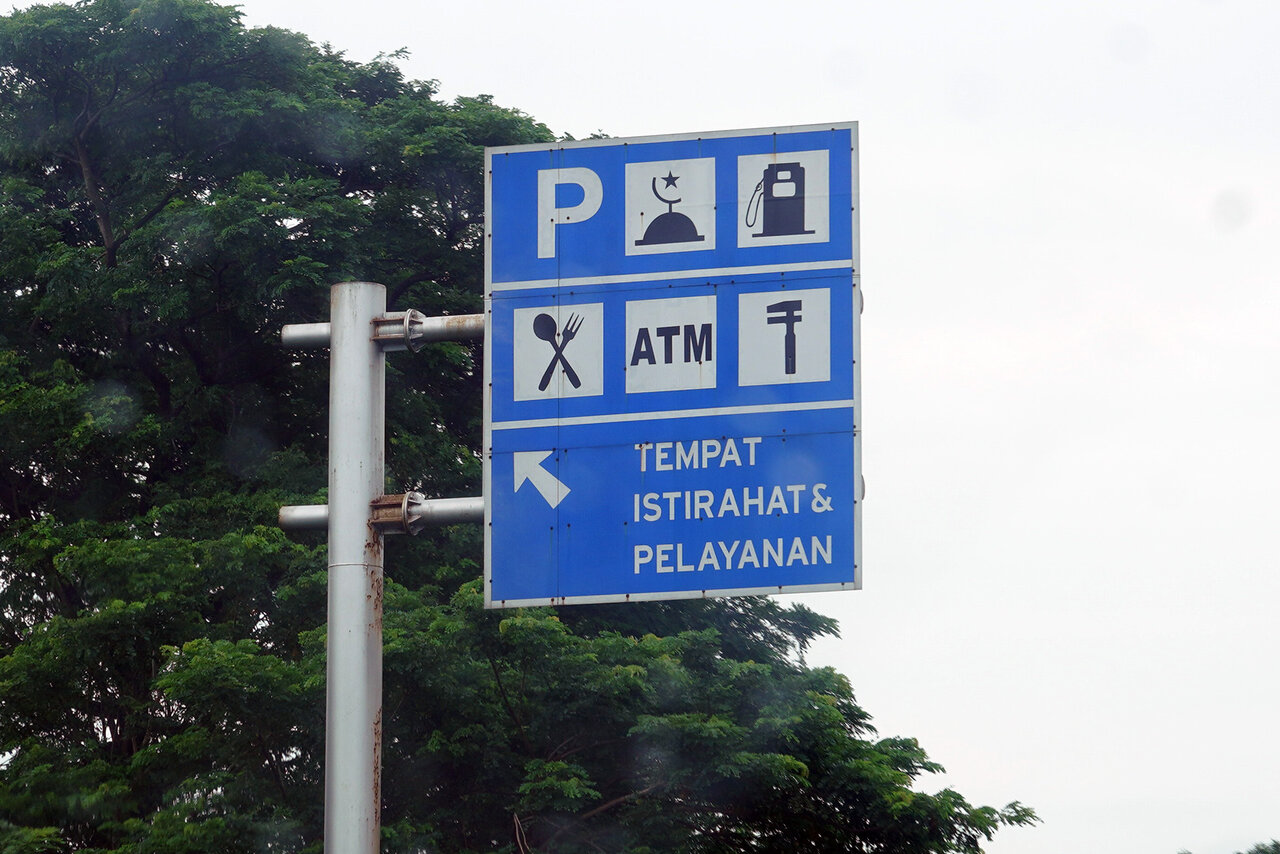 P
ATM
TEMPAT
ISTIRAHAT &
PELAYANAN